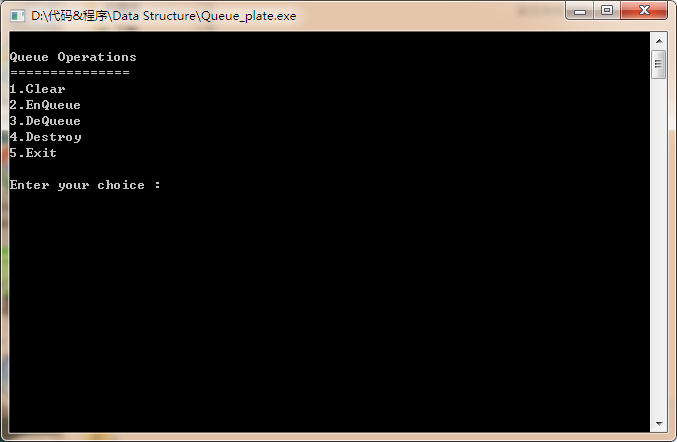 D:\代码&程序\Data Structure\Queue_plate.exe
Queue Operations
===============
1.Clear
2.EnQueue
3.DeQueue
4.Destroy
5.Exit
Enter your choice :